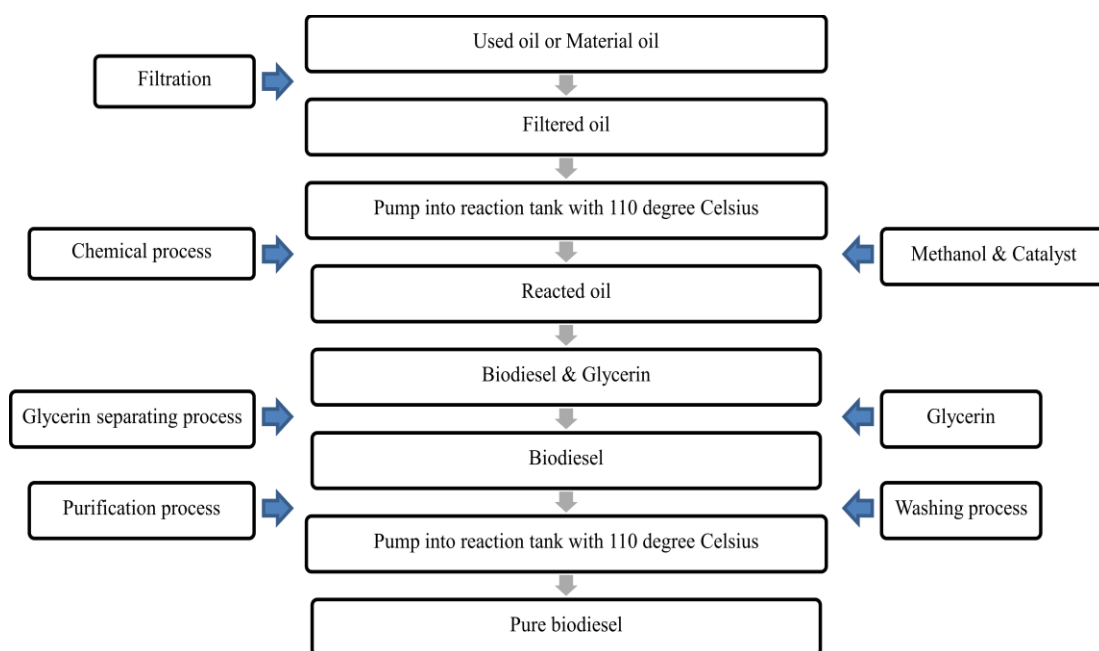 Used oil or Material oil
Filtration
Filtered oil
Pump into reaction tank with 110 degree Celsius
Chemical process
Methanol & Catalyst
Reacted oil
Biodiesel & Glycerin
Glycerin separating process
Glycerin
Biodiesel
Purification process
Washing process
Pump into reaction tank with 110 degree Celsius
Pure biodiesel